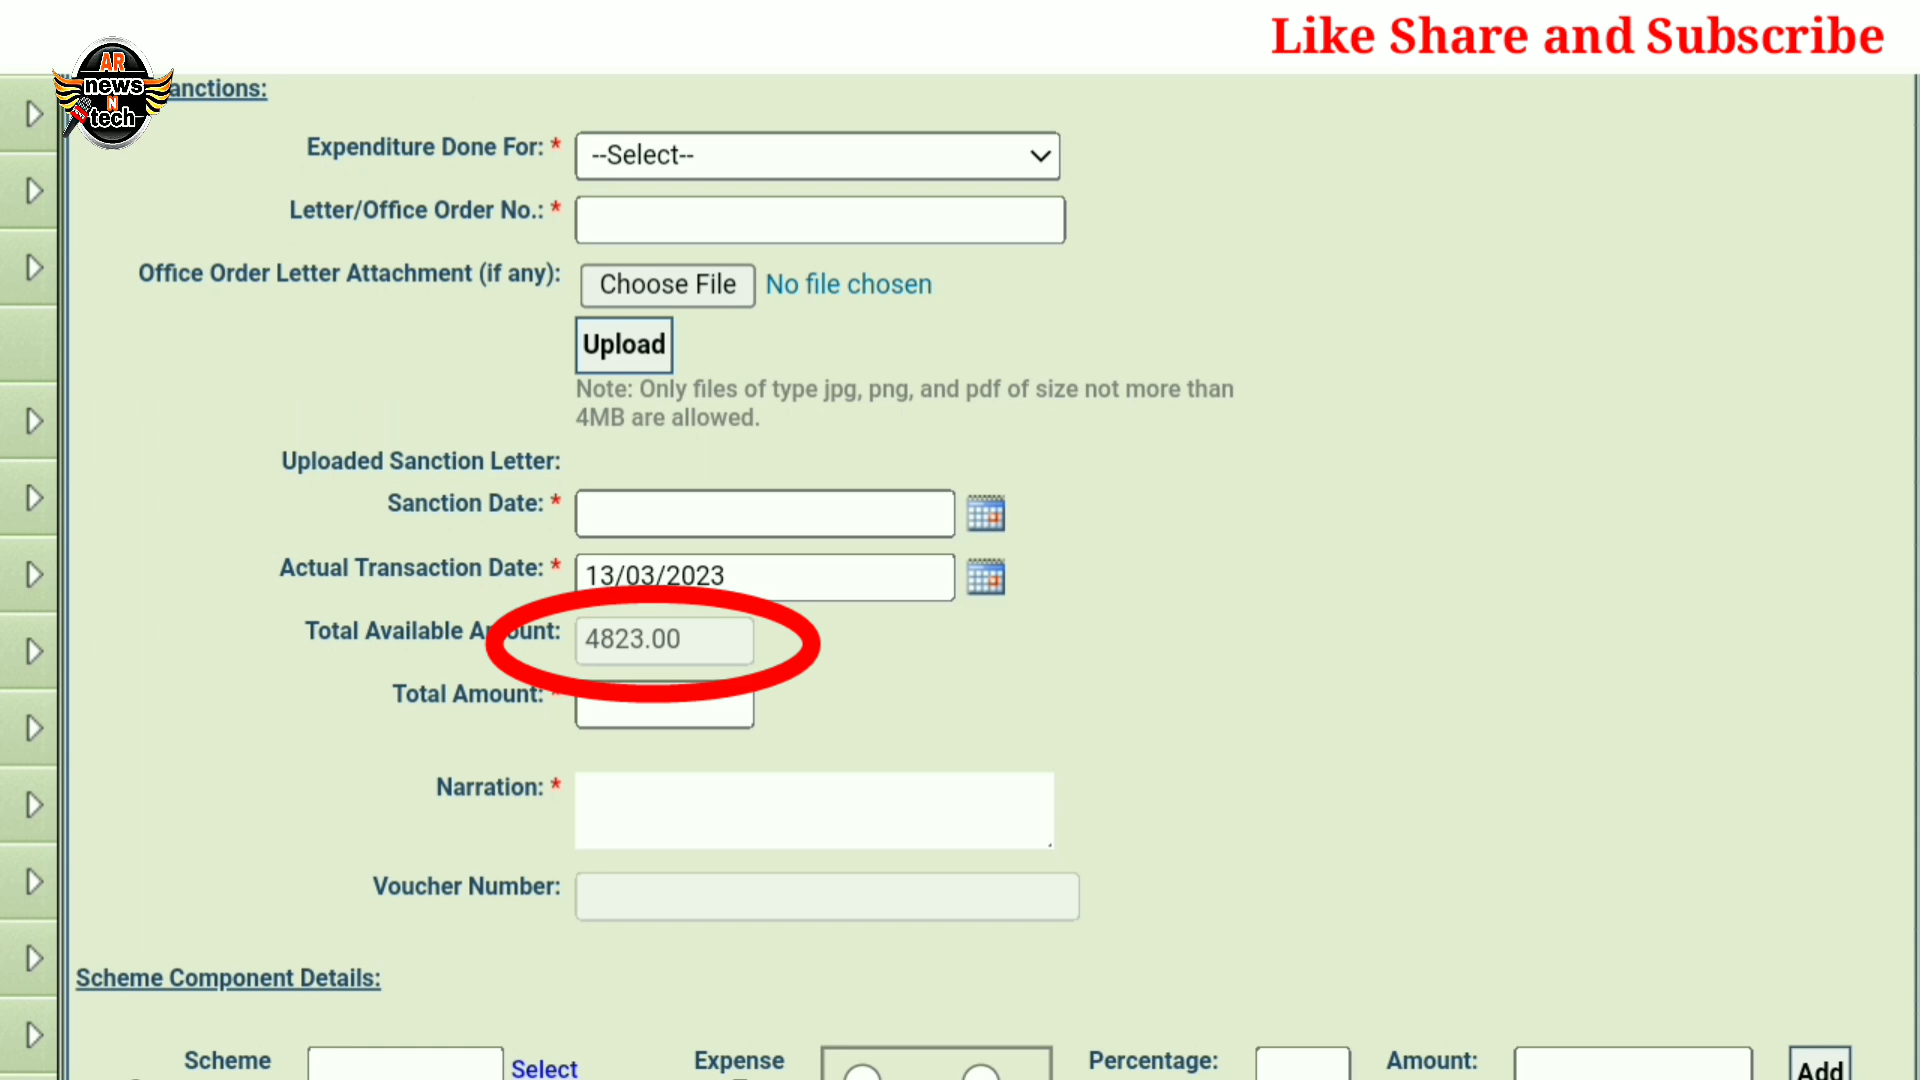 Like Share and Subscribe
AR
news
N
tech
anctions:
Expenditure Done For: *
--Select--
Letter/Office Order No.: *
Office Order Letter Attachment (if any):
Choose File No file chosen
Upload
Note: Only files of type jpg, png, and pdf of size not more than
4MB are allowed.
Uploaded Sanction Letter:
Sanction Date: *
Actual Transaction Date: * 13/03/2023
Total Available Amount: 4823.00
Total Amount:
Narration: *
Voucher Number:
Scheme Component Details:
Scheme Select Expense Percentage: Amount: Add